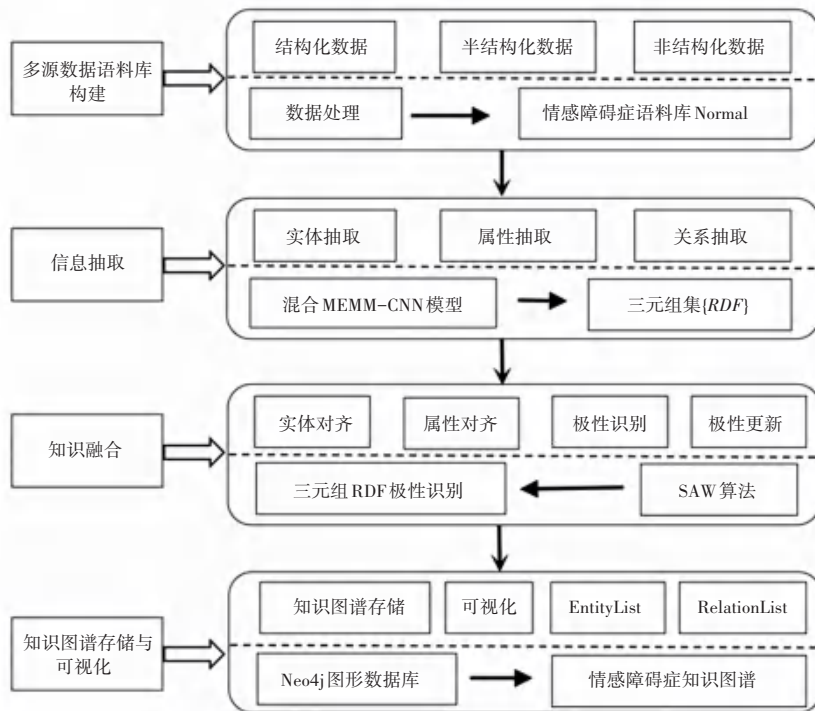 多源数据语料库
构建
结构化数据
半结构化数据
非结构化数据
数据处理
情感障碍症语料库Normal
信息抽取
实体抽取
属性抽取
关系抽取
混合MEMM-CNN模型
三元组集{RDF}
知识融合
实体对齐
属性对齐
极性识别
极性更新
三元组RDF极性识别
SAW算法
知识图谱存储与
可视化
知识图谱存储
可视化
EntityList
RelationList
Neo4j图形数据库
情感障碍症知识图谱